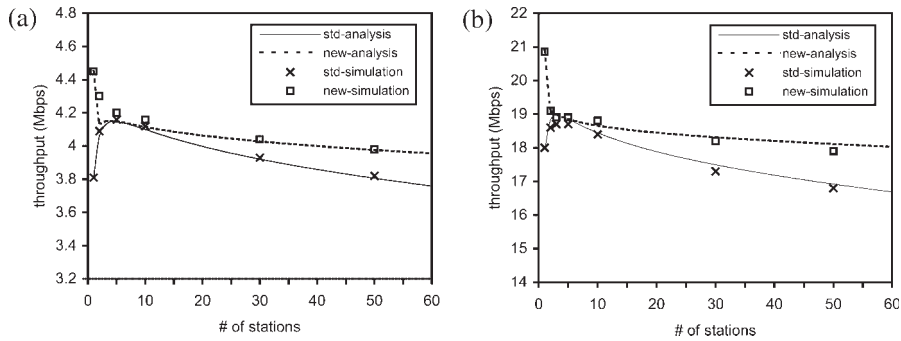 (a)
4.8
4.6
4.4
4.2
4
3.8
3.6
3.4
3.2
throughput (Mbps)
0
10
20
30
40
50
60
# of stations
std-analysis
new-analysis
std-simulation
new-simulation
(b)
22
21
20
19
18
17
16
15
14
throughput (Mbps)
0
10
20
30
40
50
60
# of stations
std-analysis
new-analysis
std-simulation
new-simulation